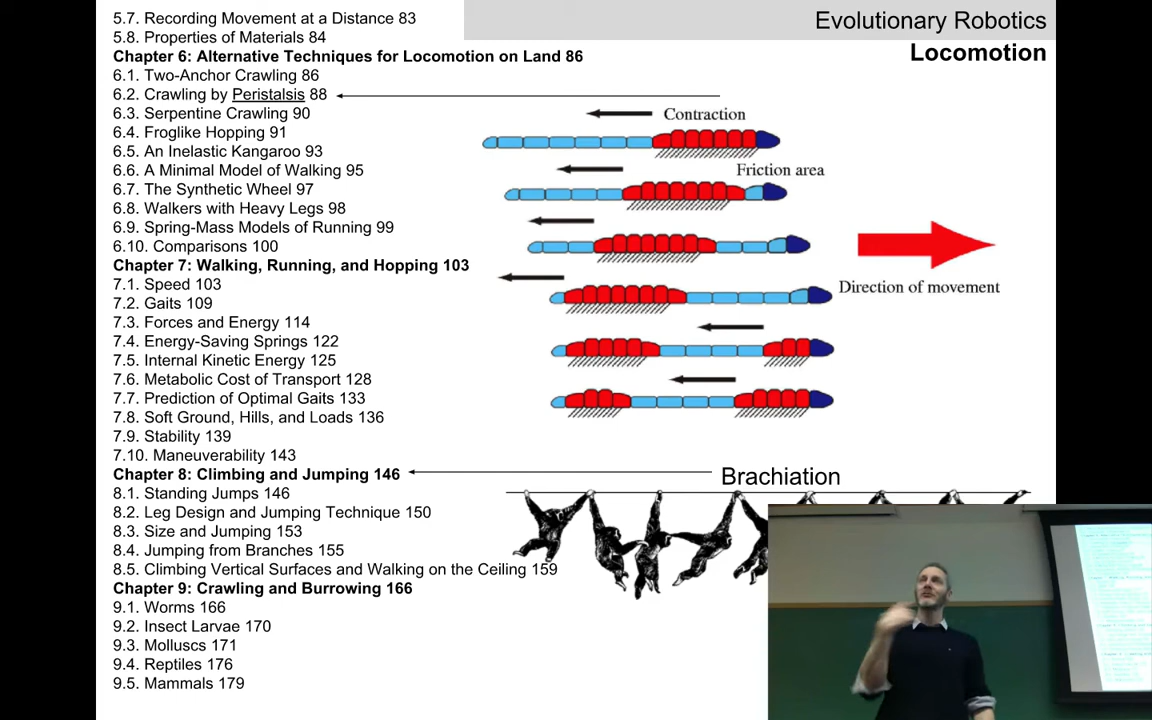 Evolutionary Robotics
Locomotion
5.7. Recording Movement at a Distance 83
5.8. Properties of Materials 84
Chapter 6: Alternative Techniques for Locomotion on Land 86
6.1. Two-Anchor Crawling 86
6.2. Crawling by Peristalsis 88
6.3. Serpentine Crawling 90
6.4. Froglike Hopping 91
6.5. An Inelastic Kangaroo 93
6.6. A Minimal Model of Walking 95
6.7. The Synthetic Wheel 97
6.8. Walkers with Heavy Legs 98
6.9. Spring-Mass Models of Running 99
6.10. Comparisons 100
Chapter 7: Walking, Running, and Hopping 103
7.1. Speed 103
7.2. Gaits 109
7.3. Forces and Energy 114
7.4. Energy-Saving Springs 122
7.5. Internal Kinetic Energy 125
7.6. Metabolic Cost of Transport 128
7.7. Prediction of Optimal Gaits 133
7.8. Soft Ground, Hills, and Loads 136
7.9. Stability 139
7.10. Maneuverability 143
Chapter 8: Climbing and Jumping 146
8.1. Standing Jumps 146
8.2. Leg Design and Jumping Technique 150
8.3. Size and Jumping 153
8.4. Jumping from Branches 155
8.5. Climbing Vertical Surfaces and Walking on the Ceiling 159
Chapter 9: Crawling and Burrowing 166
9.1. Worms 166
9.2. Insect Larvae 170
9.3. Molluscs 171
9.4. Reptiles 176
9.5. Mammals 179
Contraction
Friction area
Direction of movement
Brachiation